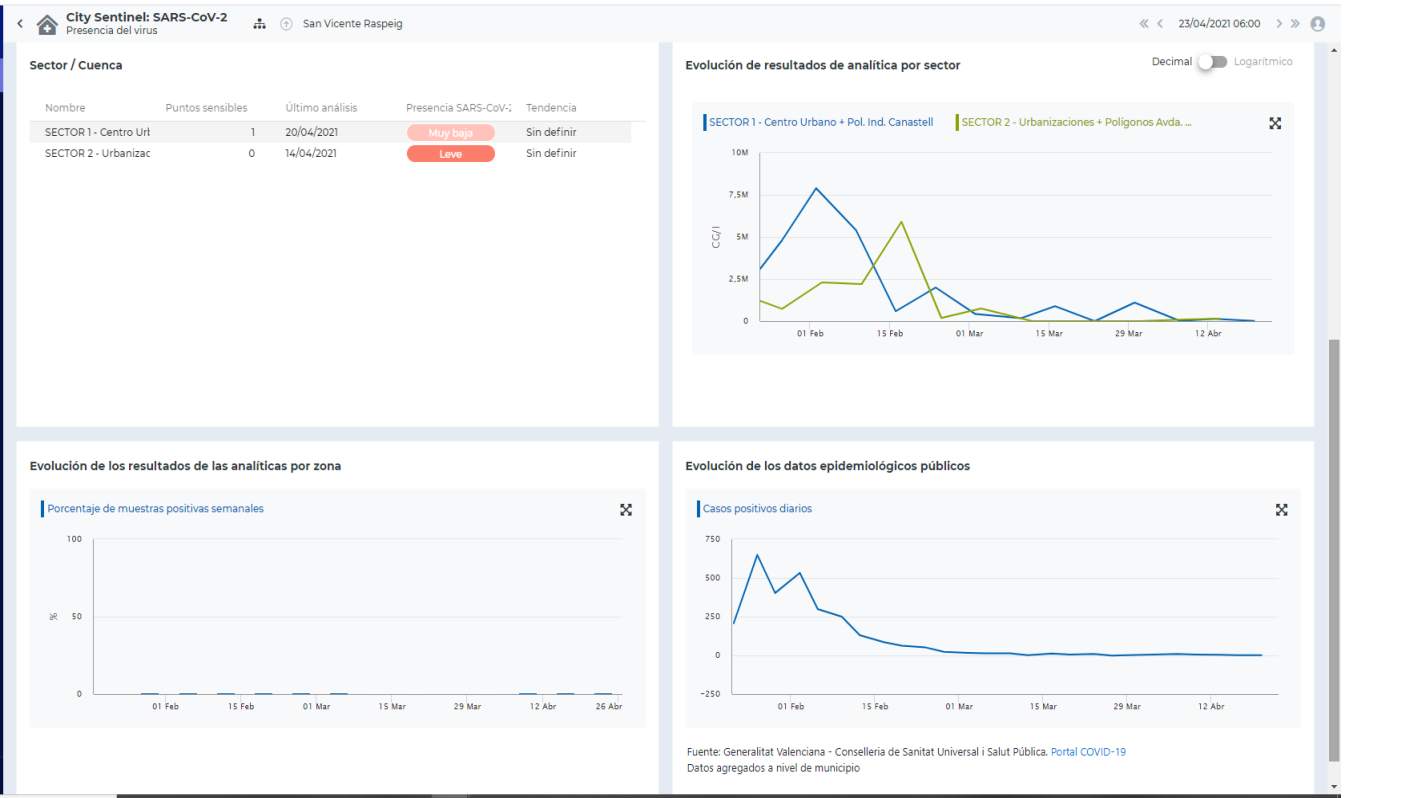 City Sentinel: SARS-CoV-2
Presencia del virus
San Vicente Raspeig
23/04/2021 06:00
Sector / Cuenca
Nombre Puntos sensibles Último análisis Presencia SARS-CoV-2 Tendencia
SECTOR 1 - Centro Url 1 20/04/2021 Muy baja Sin definir
SECTOR 2 - Urbanizac 0 14/04/2021 Leve Sin definir
Evolución de resultados de analítica por sector
Decimal Logarítmico
SECTOR 1 - Centro Urbano + Pol. Ind. Canastell SECTOR 2 - Urbanizaciones + Polígonos Avda. ...
10M
7,5M
5M
2,5M
0
CG/l
01 Feb 15 Feb 01 Mar 15 Mar 29 Mar 12 Abr
Evolución de los resultados de las analíticas por zona
Porcentaje de muestras positivas semanales
100
50
0
%
01 Feb 15 Feb 01 Mar 15 Mar 29 Mar 12 Abr 26 Abr
Evolución de los datos epidemiológicos públicos
Casos positivos diarios
750
500
250
0
-250
01 Feb 15 Feb 01 Mar 15 Mar 29 Mar 12 Abr
Fuente: Generalitat Valenciana - Conselleria de Sanitat Universal i Salut Pública. Portal COVID-19
Datos agregados a nivel de municipio